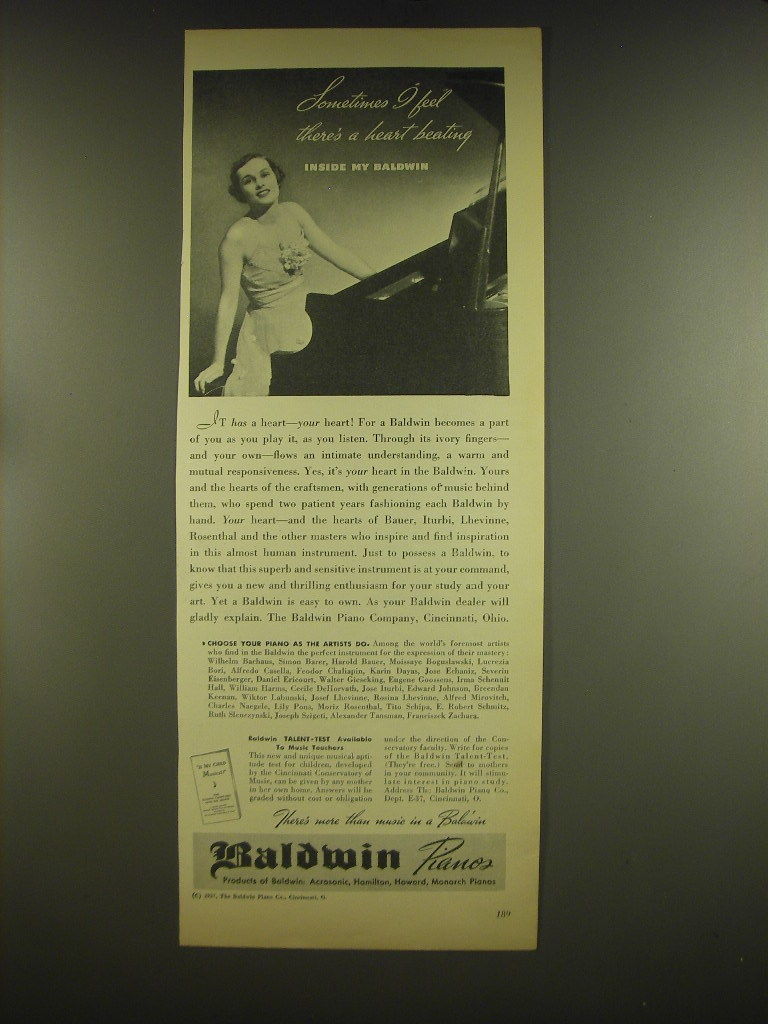 Sometimes I feel
there's a heart beating
INSIDE MY BALDWIN
IT has a heart—your heart! For a Baldwin becomes a part
of you as you play it, as you listen. Through its ivory fingers—
and your own—flows an intimate understanding, a warm and
mutual responsiveness. Yes, it's your heart in the Baldwin. Yours
and the hearts of the craftsmen, with generations of music behind
them, who spend two patient years fashioning each Baldwin by
hand. Your heart—and the hearts of Bauer, Iturbi, Lhevinne,
Rosenthal and the other masters who inspire and find inspiration
in this almost human instrument. Just to possess a Baldwin, to
know that this superb and sensitive instrument is at your command,
gives you a new and thrilling enthusiasm for your study and your
art. Yet a Baldwin is easy to own. As your Baldwin dealer will
gladly explain. The Baldwin Piano Company, Cincinnati, Ohio.
CHOOSE YOUR PIANO AS THE ARTISTS DO. Among the world's foremost artists
who find in the Baldwin the perfect instrument for the expression of their mastery:
Wilhelm Bachaus, Simon Barer, Harold Bauer, Moissaye Boguslawski, Lucrezia
Bori, Alfredo Casella, Feodor Chaliapin, Karin Dayas, Jose Echaniz, Severin
Eisenberger, Daniel Ericourt, Walter Gieseking, Eugene Goossens, Irma Schenuit
Hall, William Harms, Cecile DeHorvath, Jose Iturbi, Edward Johnson, Breendan
Keenan, Wiktor Labunski, Josef Lhevinne, Rosina Lhevinne, Alfred Mirovitch,
Charles Naegele, Lily Pons, Moriz Rosenthal, Tito Schipa, E. Robert Schmitz,
Ruth Slenczynski, Joseph Szigeti, Alexander Tansman, Franciszek Zachara.
Baldwin TALENT-TEST Available
To Music Teachers
This new and unique musical apti-
tude test for children, developed
by the Cincinnati Conservatory of
Music, can be given by any mother
in her own home. Answers will be
graded without cost or obligation
under the direction of the Con-
servatory faculty. Write for copies
of the Baldwin Talent-Test.
(They're free.) Send to mothers
in your community. It will stimu-
late interest in piano study.
Address The Baldwin Piano Co.,
Dept. E-37, Cincinnati, O.
"Is My Child
Musical?"
There's more than music in a Baldwin
Baldwin Pianos
Products of Baldwin: Acrosonic, Hamilton, Howard, Monarch Pianos
(C) 1937, The Baldwin Piano Co., Cincinnati, O.
189